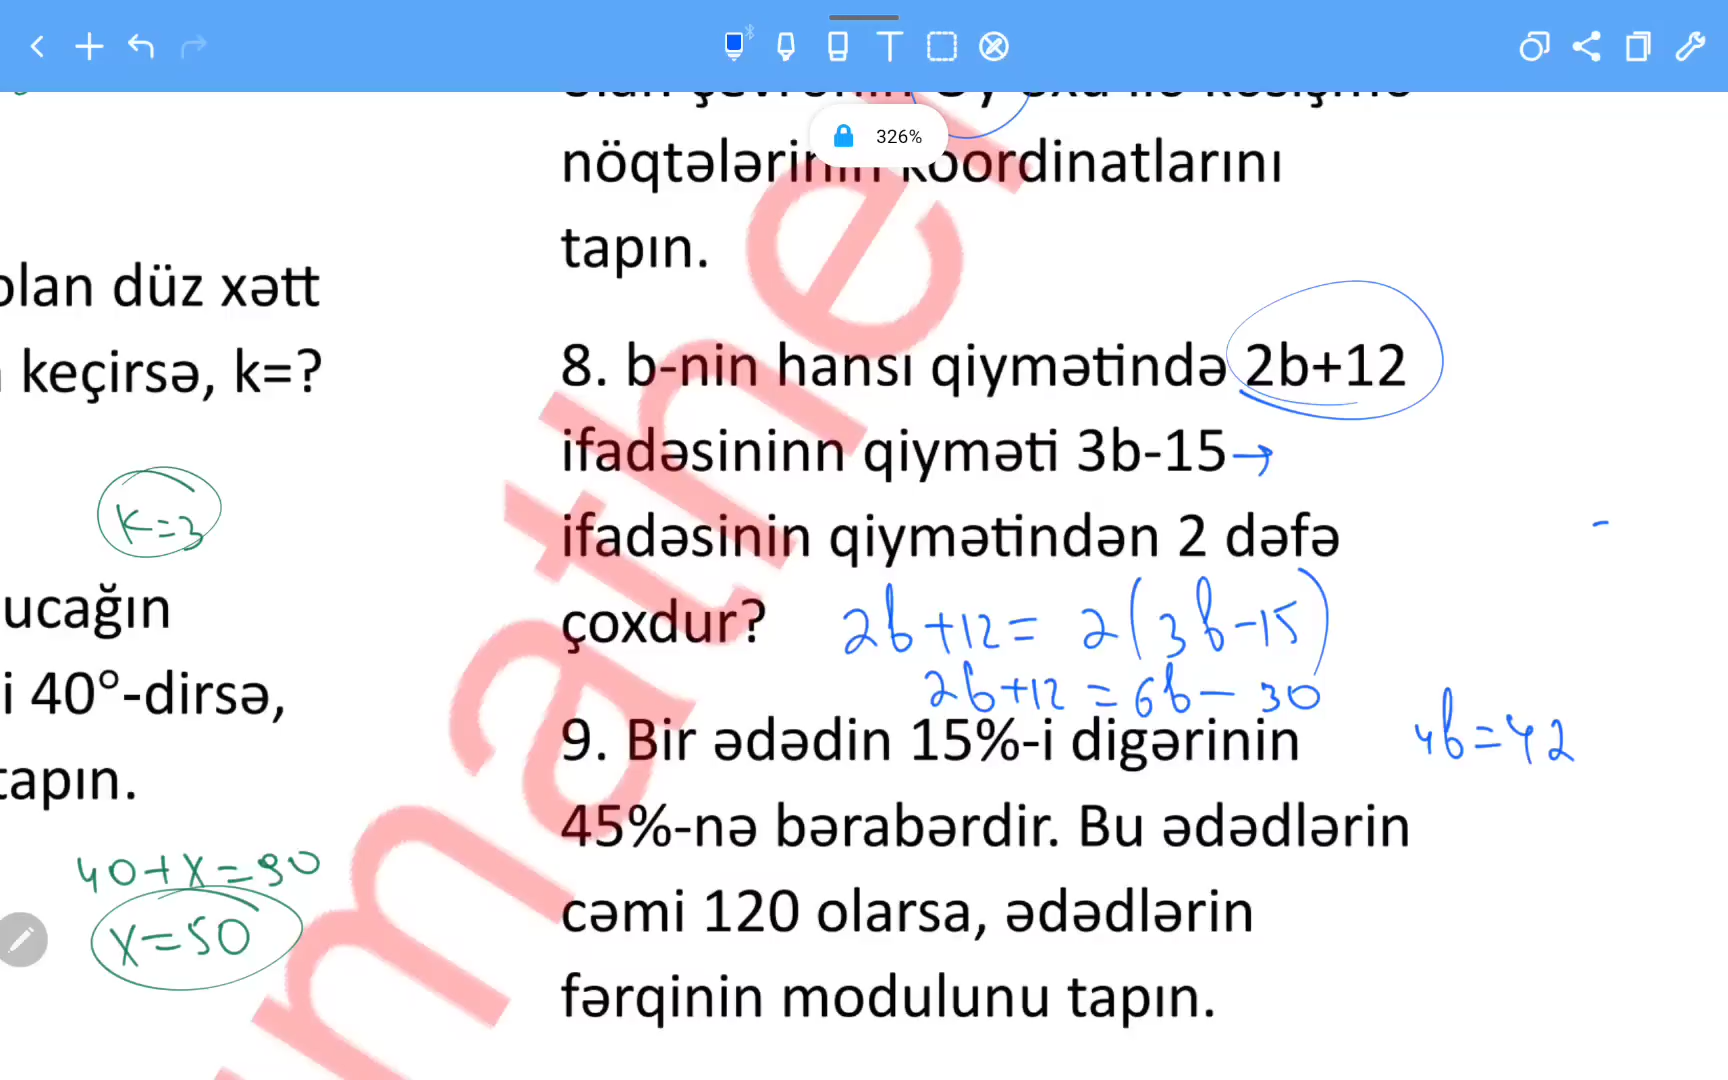 326%
nöqtələrinin koordinatlarını
tapın.
olan düz xətt
keçirsə, k=?
K=3
ucağın
i 40°-dirsə,
tapın.
40+x=90
x=50
8. b-nin hansı qiymətində 2b+12
ifadəsininn qiyməti 3b-15→
ifadəsinin qiymətindən 2 dəfə
çoxdur? 2b+12= 2(3b-15)
2b+12=6b-30
4b=42
9. Bir ədədin 15%-i digərinin
45%-nə bərabərdir. Bu ədədlərin
cəmi 120 olarsa, ədədlərin
fərqinin modulunu tapın.